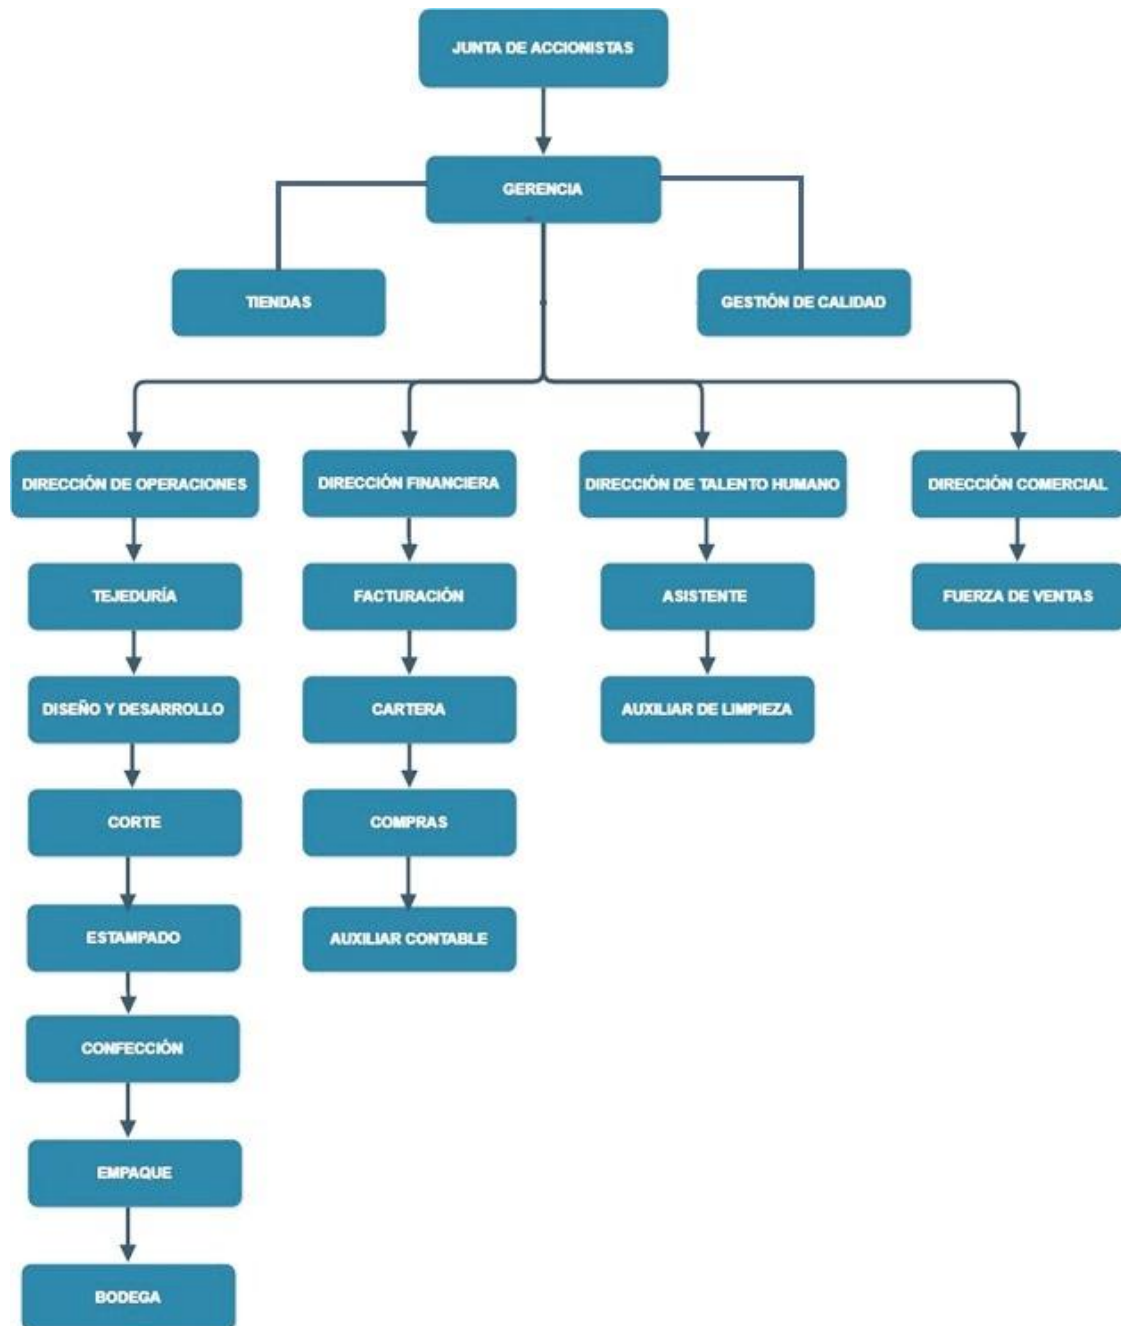 JUNTA DE ACCIONISTAS
GERENCIA
TIENDAS
GESTIÓN DE CALIDAD
DIRECCIÓN DE OPERACIONES
DIRECCIÓN FINANCIERA
DIRECCIÓN DE TALENTO HUMANO
DIRECCIÓN COMERCIAL
TEJEDURÍA
FACTURACIÓN
ASISTENTE
FUERZA DE VENTAS
DISEÑO Y DESARROLLO
CARTERA
AUXILIAR DE LIMPIEZA
CORTE
COMPRAS
ESTAMPADO
AUXILIAR CONTABLE
CONFECCIÓN
EMPAQUE
BODEGA